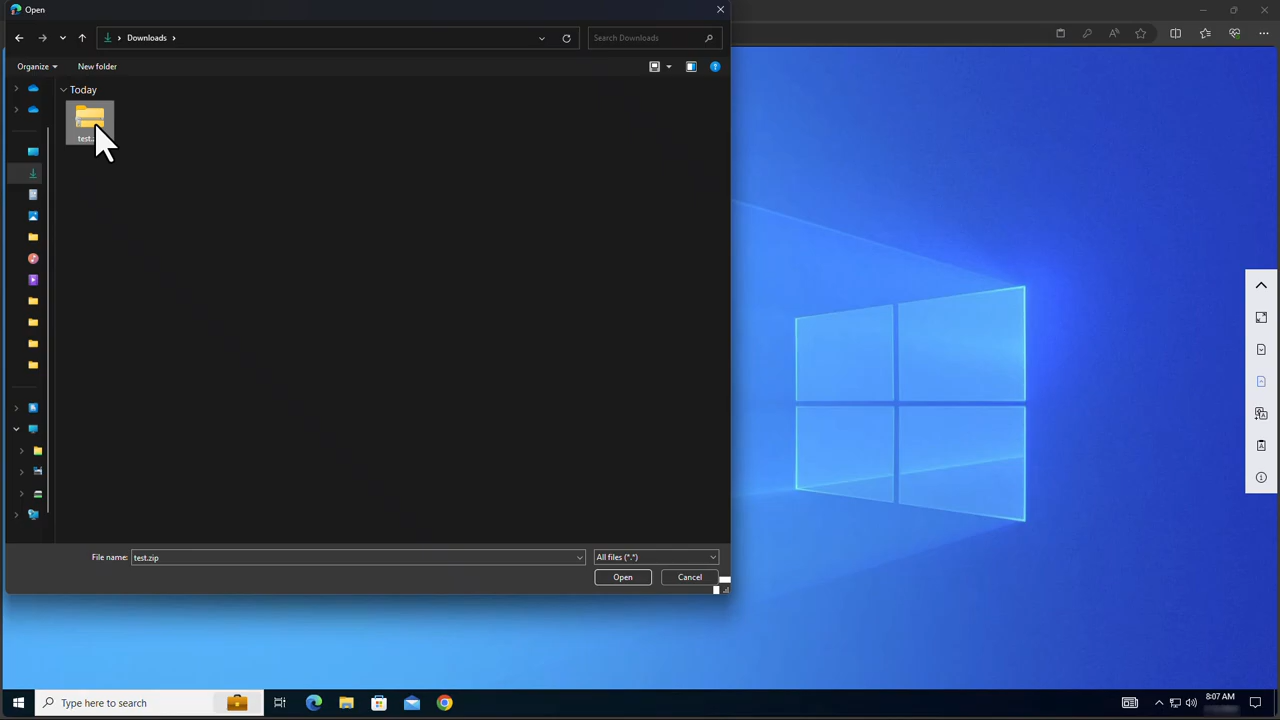 Open
Downloads
Search Downloads
Organize
New folder
Today
File name:
test.zip
All files (*.*)
Open
Cancel
Type here to search
8:07 AM